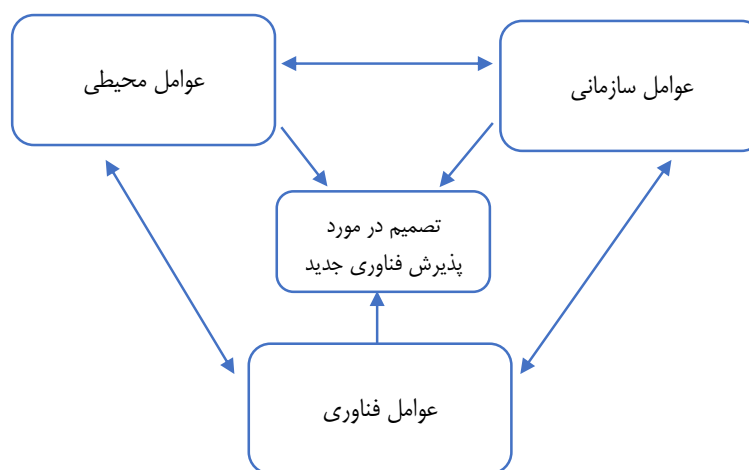 عوامل سازمانی
عوامل محیطی
تصمیم در مورد
پذیرش فناوری جدید
عوامل فناوری